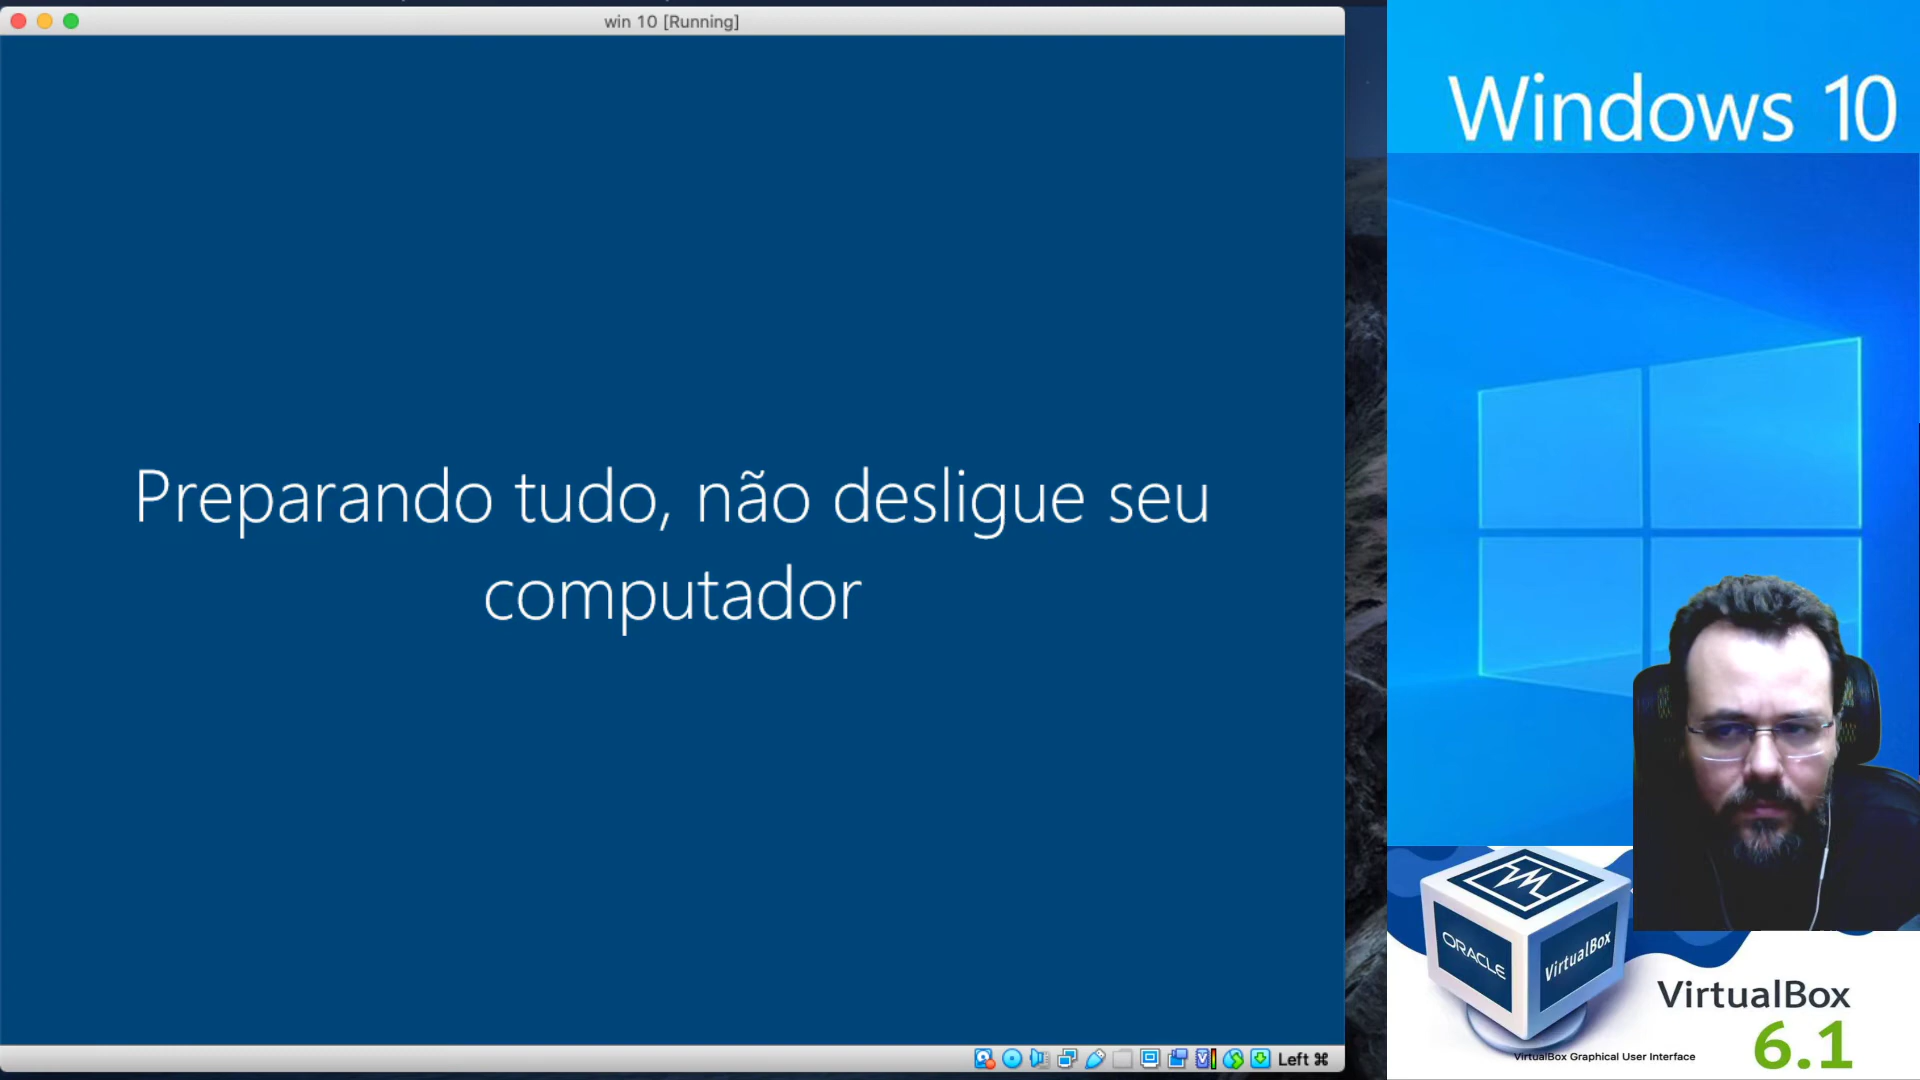 win 10 [Running]
Preparando tudo, não desligue seu
computador
Left ⌘
Windows 10
ORACLE
VirtualBox
VirtualBox
6.1
VirtualBox Graphical User Interface